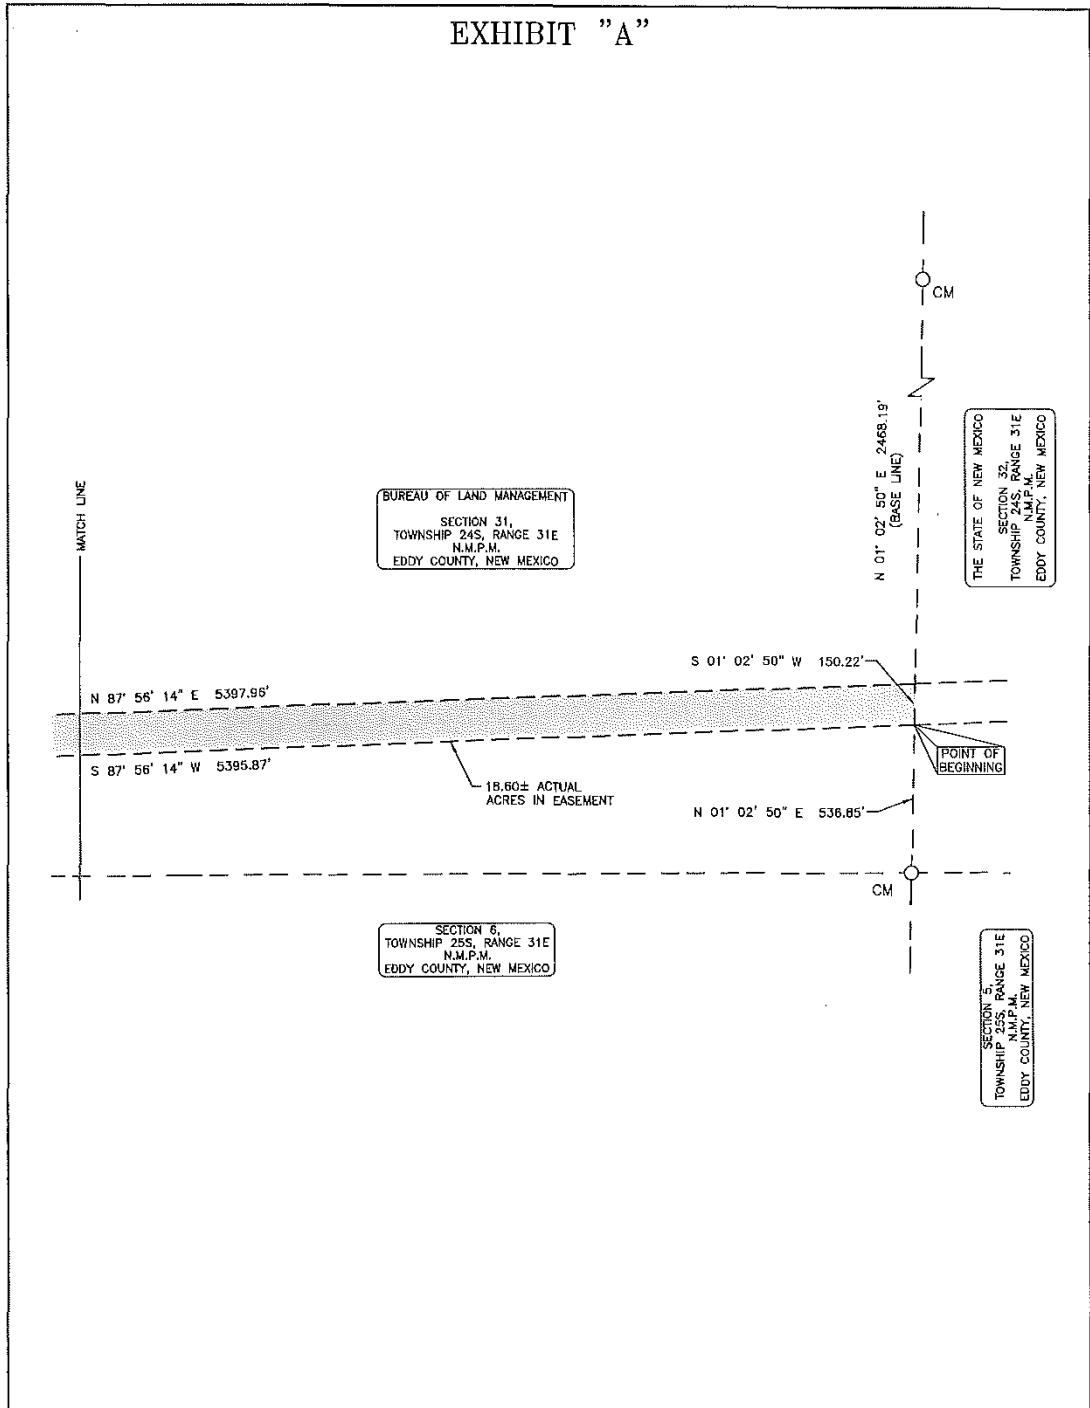 EXHIBIT "A"
CM
N 01° 02' 50" E 2468.19'
(BASE LINE)
THE STATE OF NEW MEXICO
SECTION 32,
TOWNSHIP 24S, RANGE 31E
N.M.P.M.
EDDY COUNTY, NEW MEXICO
MATCH LINE
BUREAU OF LAND MANAGEMENT
SECTION 31,
TOWNSHIP 24S, RANGE 31E
N.M.P.M.
EDDY COUNTY, NEW MEXICO
S 01° 02' 50" W 150.22'
N 87° 56' 14" E 5397.96'
S 87° 56' 14" W 5395.87'
POINT OF
BEGINNING
18.60± ACTUAL
ACRES IN EASEMENT
N 01° 02' 50" E 536.85'
CM
SECTION 6,
TOWNSHIP 25S, RANGE 31E
N.M.P.M.
EDDY COUNTY, NEW MEXICO
SECTION 5,
TOWNSHIP 25S, RANGE 31E
N.M.P.M.
EDDY COUNTY, NEW MEXICO